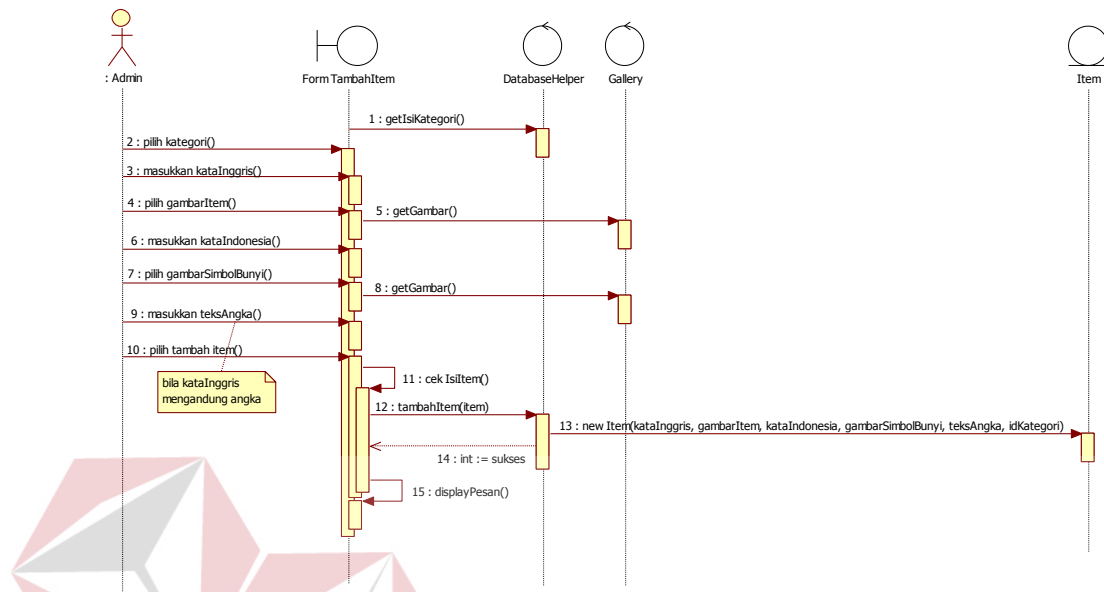 : Admin
Form TambahItem
DatabaseHelper
Gallery
Item
1 : getIsiKategori()
2 : pilih kategori()
3 : masukkan kataInggris()
4 : pilih gambarItem()
5 : getGambar()
6 : masukkan kataIndonesia()
7 : pilih gambarSimbolBunyi()
8 : getGambar()
9 : masukkan teksAngka()
10 : pilih tambah item()
bila kataInggris
mengandung angka
11 : cek IsiItem()
12 : tambahItem(item)
13 : new Item(kataInggris, gambarItem, kataIndonesia, gambarSimbolBunyi, teksAngka, idKategori)
14 : int := sukses
15 : displayPesan()